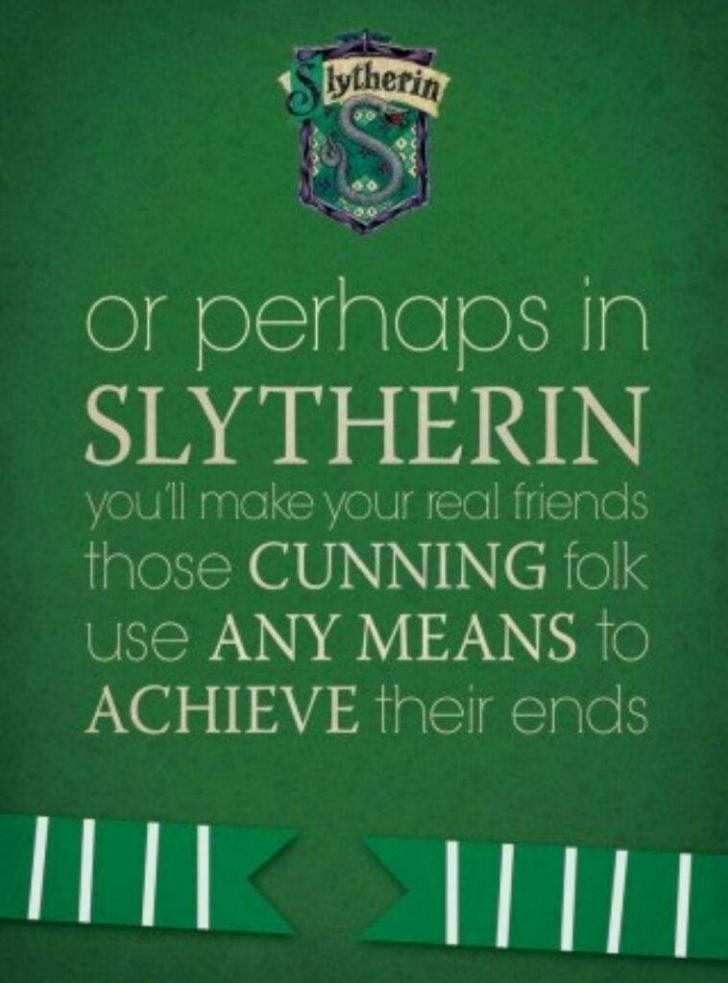 Slytherin
or perhaps in
SLYTHERIN
you'll make your real friends
those CUNNING folk
use ANY MEANS to
ACHIEVE their ends